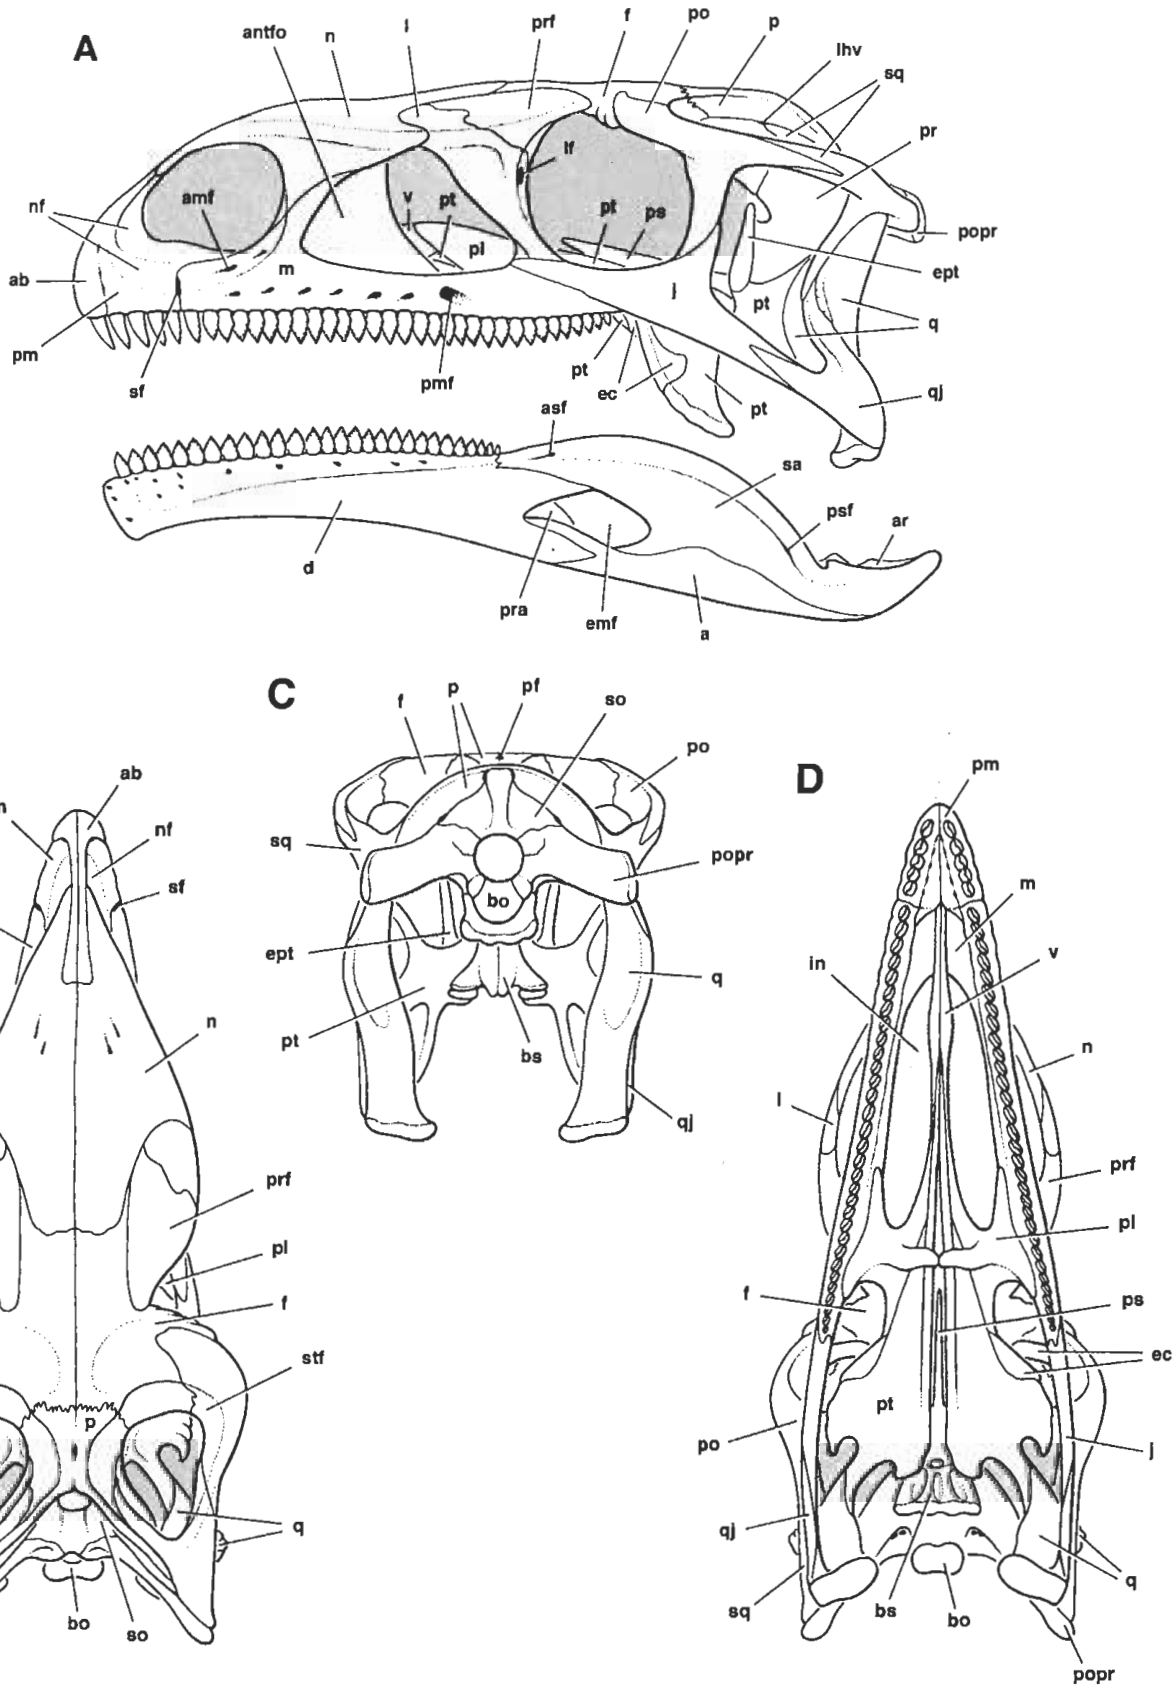 A
antfo
n
l
prf
f
po
p
lhv
sq
pr
lf
nf
amf
v
pt
pl
pt
ps
popr
ab
m
j
ept
pt
q
pm
sf
pmf
pt
ec
pt
qj
asf
sa
psf
ar
d
pra
emf
a
C
f
p
pf
so
po
sq
popr
bo
ept
q
pt
bs
qj
ab
nf
sf
n
prf
pl
f
stf
p
q
bo
so
D
pm
m
v
in
n
l
prf
pl
f
ps
ec
pt
po
j
qj
q
sq
bs
bo
popr